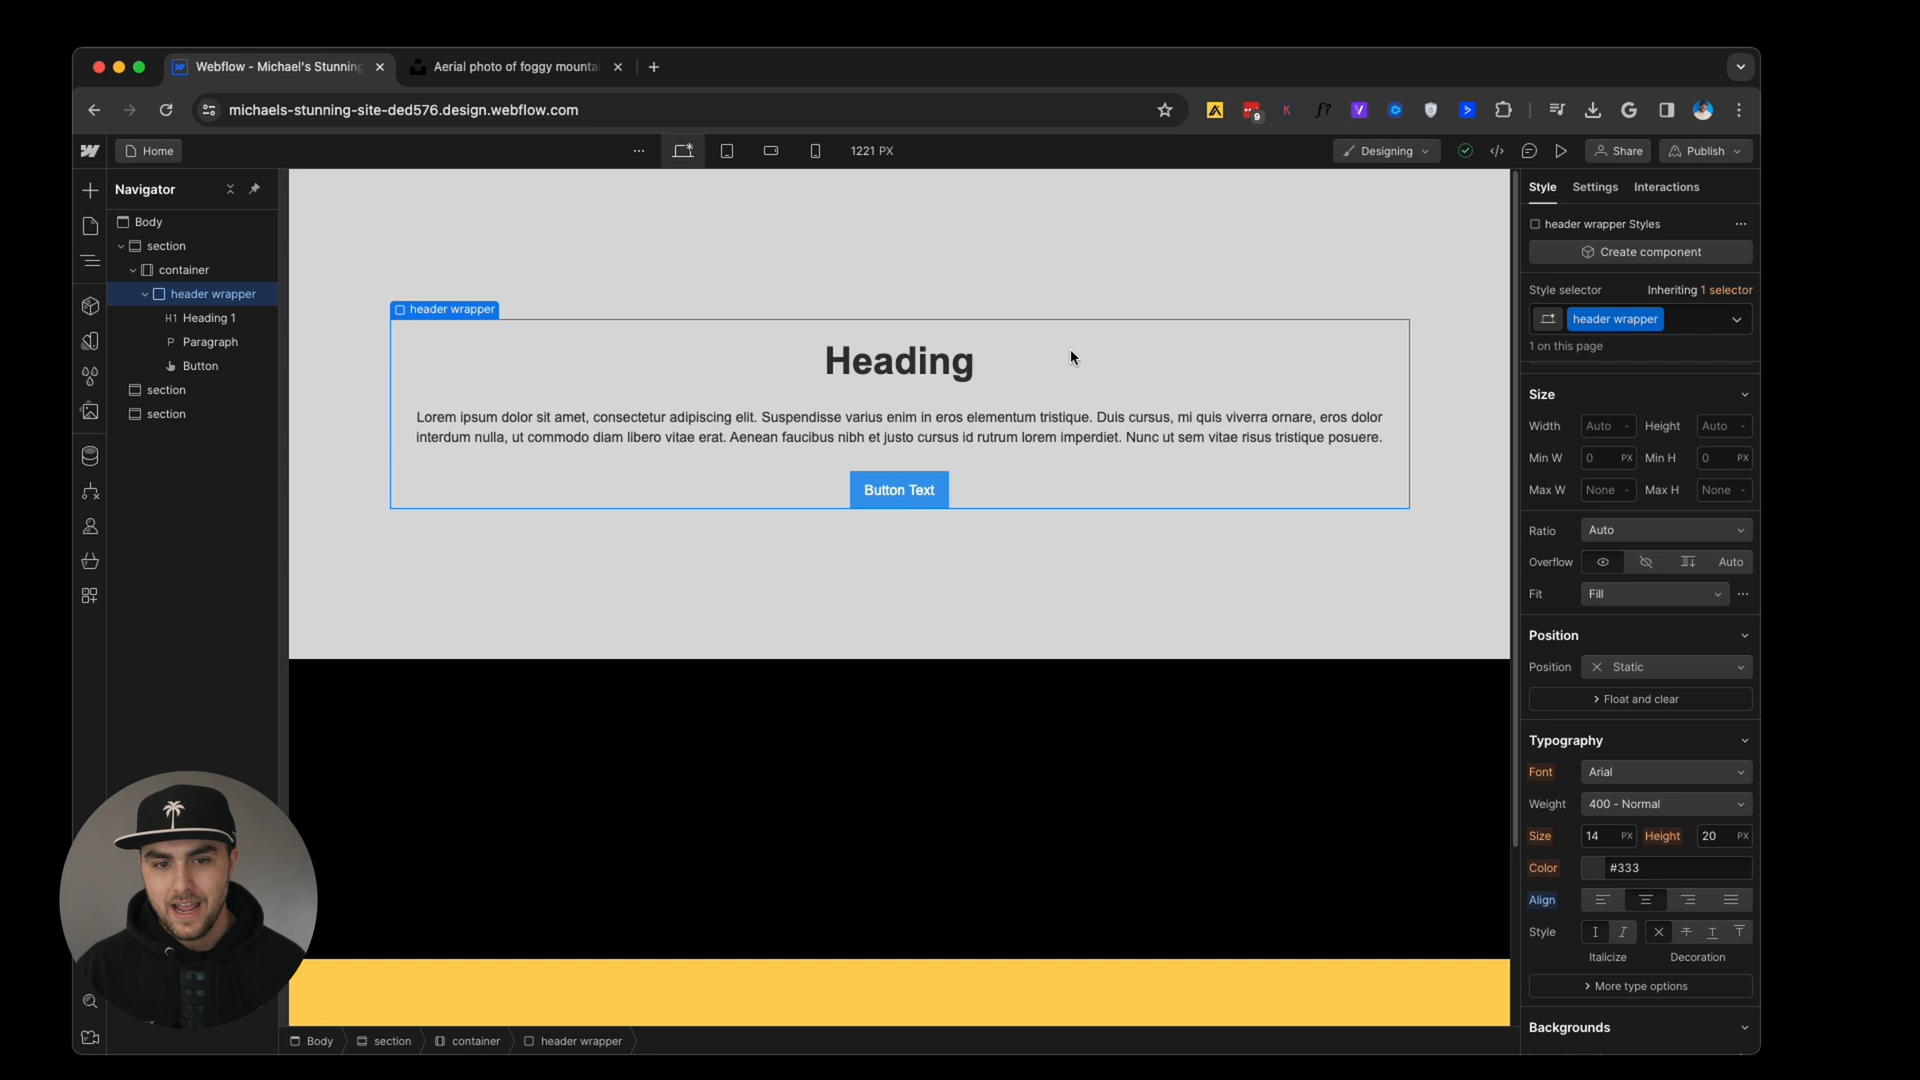 Webflow - Michael's Stunning
Aerial photo of foggy mounta
michaels-stunning-site-ded576.design.webflow.com
9
K
f?
V
Home
1221 PX
Designing
Share
Publish
Navigator
Body
section
container
header wrapper
H1 Heading 1
P Paragraph
Button
section
section
header wrapper
Heading
Lorem ipsum dolor sit amet, consectetur adipiscing elit. Suspendisse varius enim in eros elementum tristique. Duis cursus, mi quis viverra ornare, eros dolor
interdum nulla, ut commodo diam libero vitae erat. Aenean faucibus nibh et justo cursus id rutrum lorem imperdiet. Nunc ut sem vitae risus tristique posuere.
Button Text
Body
section
container
header wrapper
Style Settings Interactions
header wrapper Styles
Create component
Style selector Inheriting 1 selector
header wrapper
1 on this page
Size
Width Auto - Height Auto -
Min W 0 PX Min H 0 PX
Max W None - Max H None -
Ratio Auto
Overflow Auto
Fit Fill
Position
Position Static
Float and clear
Typography
Font Arial
Weight 400 - Normal
Size 14 PX Height 20 PX
Color #333
Align
Style
Italicize Decoration
More type options
Backgrounds